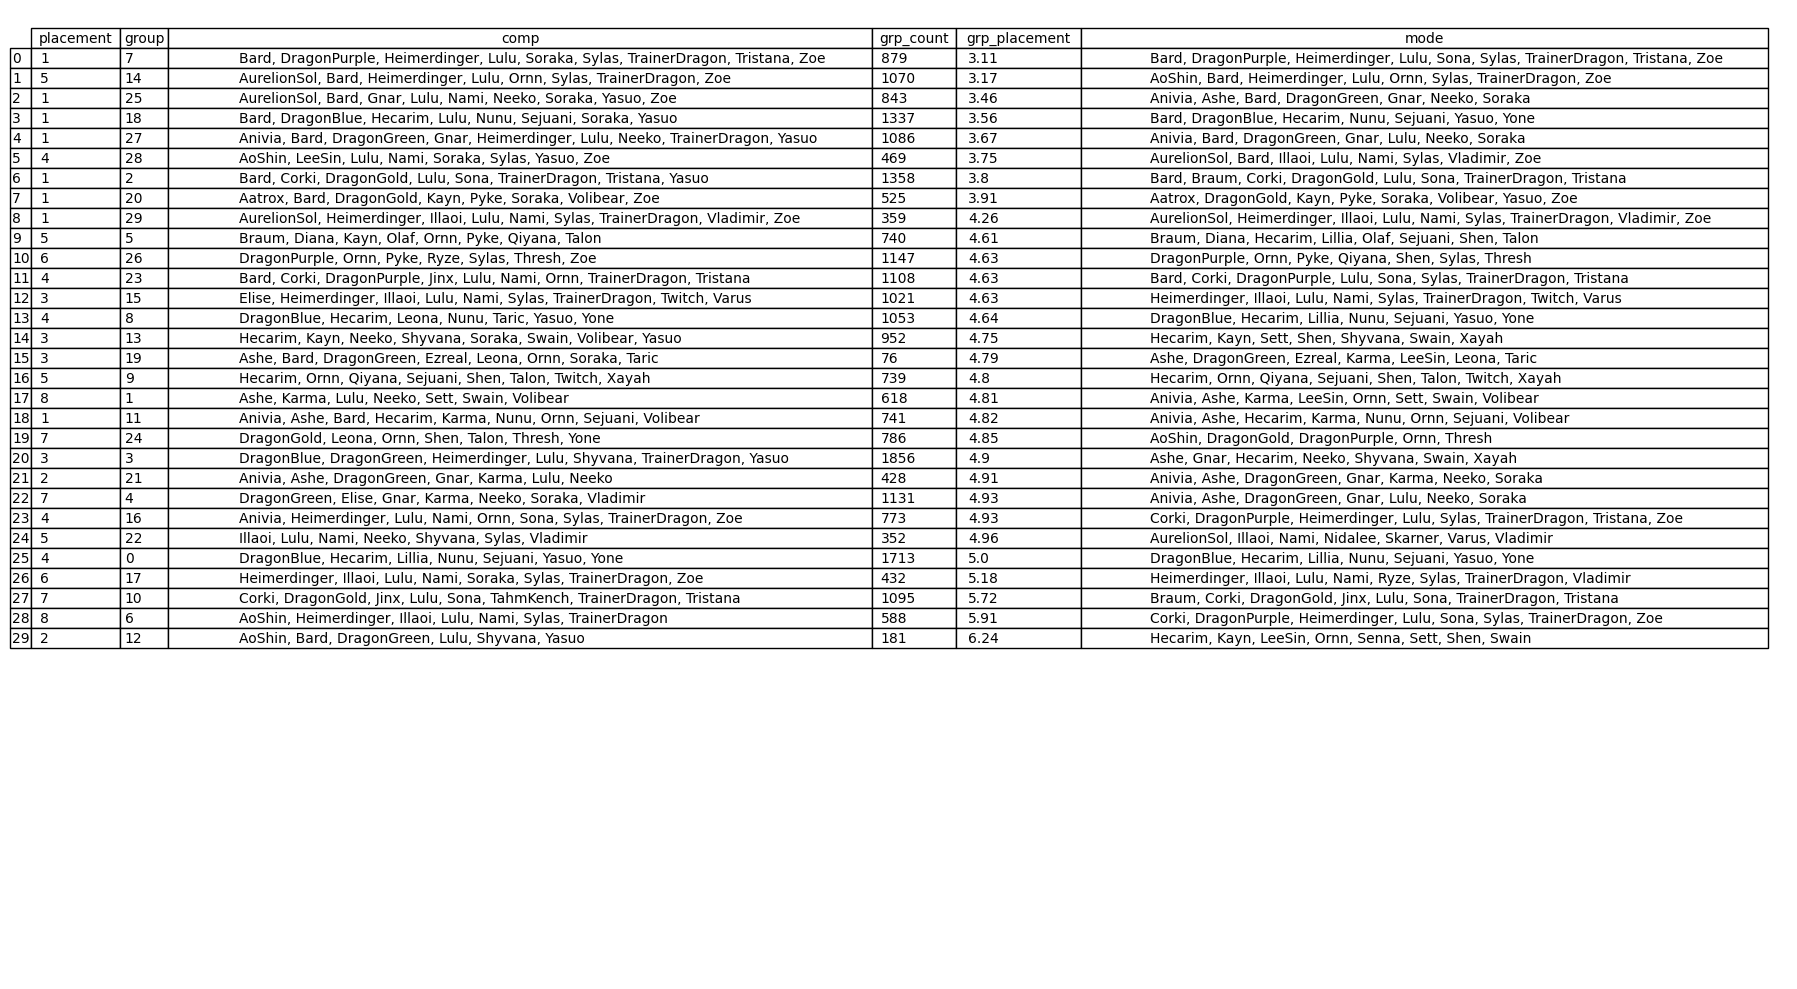 placement group comp grp_count grp_placement mode
0 1 7 Bard, DragonPurple, Heimerdinger, Lulu, Soraka, Sylas, TrainerDragon, Tristana, Zoe 879 3.11 Bard, DragonPurple, Heimerdinger, Lulu, Sona, Sylas, TrainerDragon, Tristana, Zoe
1 5 14 AurelionSol, Bard, Heimerdinger, Lulu, Ornn, Sylas, TrainerDragon, Zoe 1070 3.17 AoShin, Bard, Heimerdinger, Lulu, Ornn, Sylas, TrainerDragon, Zoe
2 1 25 AurelionSol, Bard, Gnar, Lulu, Nami, Neeko, Soraka, Yasuo, Zoe 843 3.46 Anivia, Ashe, Bard, DragonGreen, Gnar, Neeko, Soraka
3 1 18 Bard, DragonBlue, Hecarim, Lulu, Nunu, Sejuani, Soraka, Yasuo 1337 3.56 Bard, DragonBlue, Hecarim, Nunu, Sejuani, Yasuo, Yone
4 1 27 Anivia, Bard, DragonGreen, Gnar, Heimerdinger, Lulu, Neeko, TrainerDragon, Yasuo 1086 3.67 Anivia, Bard, DragonGreen, Gnar, Lulu, Neeko, Soraka
5 4 28 AoShin, LeeSin, Lulu, Nami, Soraka, Sylas, Yasuo, Zoe 469 3.75 AurelionSol, Bard, Illaoi, Lulu, Nami, Sylas, Vladimir, Zoe
6 1 2 Bard, Corki, DragonGold, Lulu, Sona, TrainerDragon, Tristana, Yasuo 1358 3.8 Bard, Braum, Corki, DragonGold, Lulu, Sona, TrainerDragon, Tristana
7 1 20 Aatrox, Bard, DragonGold, Kayn, Pyke, Soraka, Volibear, Zoe 525 3.91 Aatrox, DragonGold, Kayn, Pyke, Soraka, Volibear, Yasuo, Zoe
8 1 29 AurelionSol, Heimerdinger, Illaoi, Lulu, Nami, Sylas, TrainerDragon, Vladimir, Zoe 359 4.26 AurelionSol, Heimerdinger, Illaoi, Lulu, Nami, Sylas, TrainerDragon, Vladimir, Zoe
9 5 5 Braum, Diana, Kayn, Olaf, Ornn, Pyke, Qiyana, Talon 740 4.61 Braum, Diana, Hecarim, Lillia, Olaf, Sejuani, Shen, Talon
10 6 26 DragonPurple, Ornn, Pyke, Ryze, Sylas, Thresh, Zoe 1147 4.63 DragonPurple, Ornn, Pyke, Qiyana, Shen, Sylas, Thresh
11 4 23 Bard, Corki, DragonPurple, Jinx, Lulu, Nami, Ornn, TrainerDragon, Tristana 1108 4.63 Bard, Corki, DragonPurple, Lulu, Sona, Sylas, TrainerDragon, Tristana
12 3 15 Elise, Heimerdinger, Illaoi, Lulu, Nami, Sylas, TrainerDragon, Twitch, Varus 1021 4.63 Heimerdinger, Illaoi, Lulu, Nami, Sylas, TrainerDragon, Twitch, Varus
13 4 8 DragonBlue, Hecarim, Leona, Nunu, Taric, Yasuo, Yone 1053 4.64 DragonBlue, Hecarim, Lillia, Nunu, Sejuani, Yasuo, Yone
14 3 13 Hecarim, Kayn, Neeko, Shyvana, Soraka, Swain, Volibear, Yasuo 952 4.75 Hecarim, Kayn, Sett, Shen, Shyvana, Swain, Xayah
15 3 19 Ashe, Bard, DragonGreen, Ezreal, Leona, Ornn, Soraka, Taric 76 4.79 Ashe, DragonGreen, Ezreal, Karma, LeeSin, Leona, Taric
16 5 9 Hecarim, Ornn, Qiyana, Sejuani, Shen, Talon, Twitch, Xayah 739 4.8 Hecarim, Ornn, Qiyana, Sejuani, Shen, Talon, Twitch, Xayah
17 8 1 Ashe, Karma, Lulu, Neeko, Sett, Swain, Volibear 618 4.81 Anivia, Ashe, Karma, LeeSin, Ornn, Sett, Swain, Volibear
18 1 11 Anivia, Ashe, Bard, Hecarim, Karma, Nunu, Ornn, Sejuani, Volibear 741 4.82 Anivia, Ashe, Hecarim, Karma, Nunu, Ornn, Sejuani, Volibear
19 7 24 DragonGold, Leona, Ornn, Shen, Talon, Thresh, Yone 786 4.85 AoShin, DragonGold, DragonPurple, Ornn, Thresh
20 3 3 DragonBlue, DragonGreen, Heimerdinger, Lulu, Shyvana, TrainerDragon, Yasuo 1856 4.9 Ashe, Gnar, Hecarim, Neeko, Shyvana, Swain, Xayah
21 2 21 Anivia, Ashe, DragonGreen, Gnar, Karma, Lulu, Neeko 428 4.91 Anivia, Ashe, DragonGreen, Gnar, Karma, Neeko, Soraka
22 7 4 DragonGreen, Elise, Gnar, Karma, Neeko, Soraka, Vladimir 1131 4.93 Anivia, Ashe, DragonGreen, Gnar, Lulu, Neeko, Soraka
23 4 16 Anivia, Heimerdinger, Lulu, Nami, Ornn, Sona, Sylas, TrainerDragon, Zoe 773 4.93 Corki, DragonPurple, Heimerdinger, Lulu, Sylas, TrainerDragon, Tristana, Zoe
24 5 22 Illaoi, Lulu, Nami, Neeko, Shyvana, Sylas, Vladimir 352 4.96 AurelionSol, Illaoi, Nami, Nidalee, Skarner, Varus, Vladimir
25 4 0 DragonBlue, Hecarim, Lillia, Nunu, Sejuani, Yasuo, Yone 1713 5.0 DragonBlue, Hecarim, Lillia, Nunu, Sejuani, Yasuo, Yone
26 6 17 Heimerdinger, Illaoi, Lulu, Nami, Soraka, Sylas, TrainerDragon, Zoe 432 5.18 Heimerdinger, Illaoi, Lulu, Nami, Ryze, Sylas, TrainerDragon, Vladimir
27 7 10 Corki, DragonGold, Jinx, Lulu, Sona, TahmKench, TrainerDragon, Tristana 1095 5.72 Braum, Corki, DragonGold, Jinx, Lulu, Sona, TrainerDragon, Tristana
28 8 6 AoShin, Heimerdinger, Illaoi, Lulu, Nami, Sylas, TrainerDragon 588 5.91 Corki, DragonPurple, Heimerdinger, Lulu, Sona, Sylas, TrainerDragon, Zoe
29 2 12 AoShin, Bard, DragonGreen, Lulu, Shyvana, Yasuo 181 6.24 Hecarim, Kayn, LeeSin, Ornn, Senna, Sett, Shen, Swain